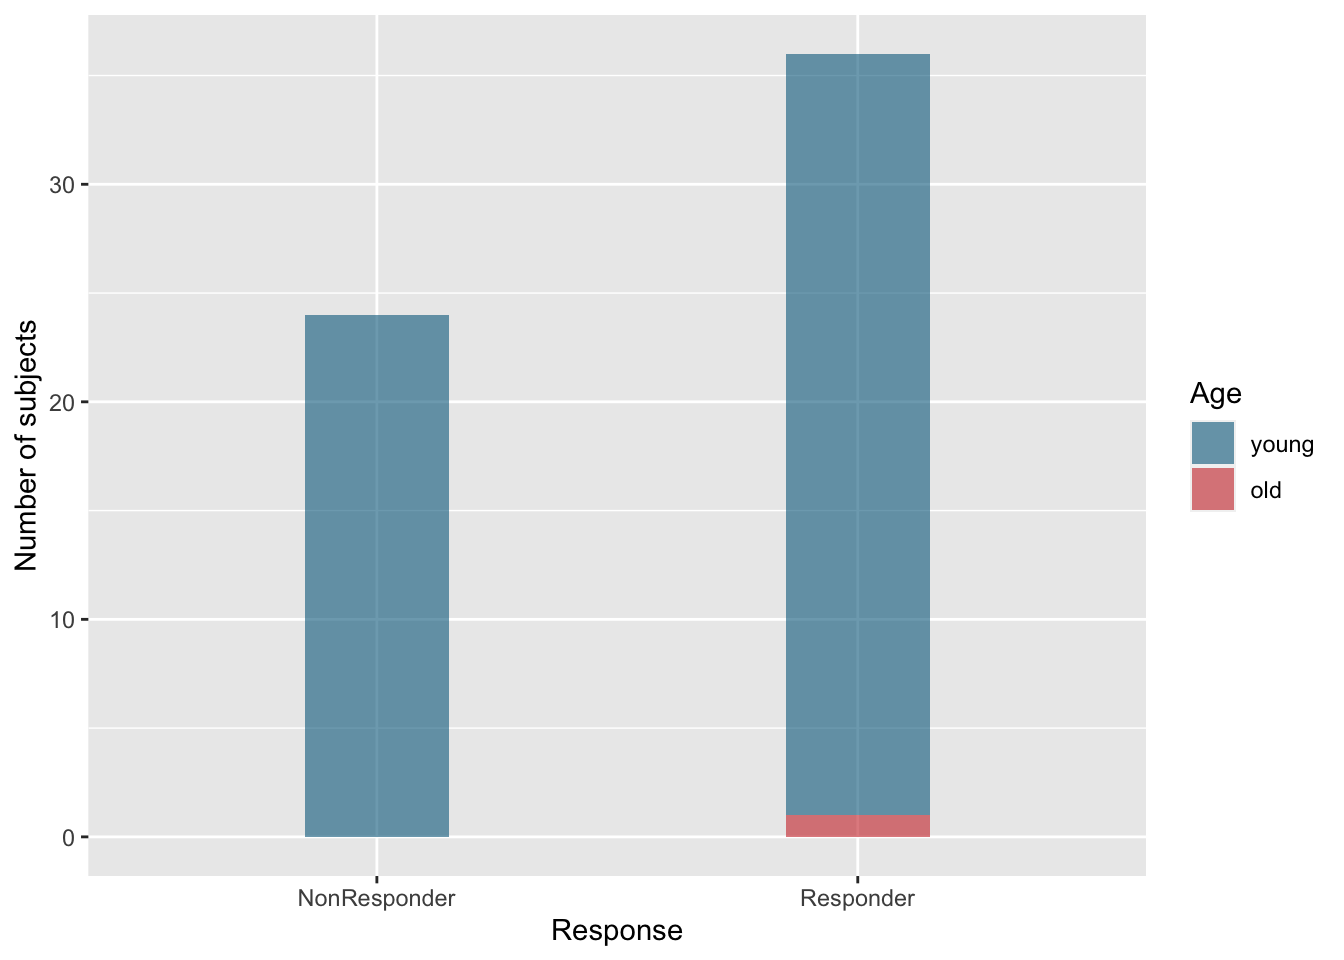 Number of subjects
30
20
10
0
NonResponder
Responder
Response
Age
young
old